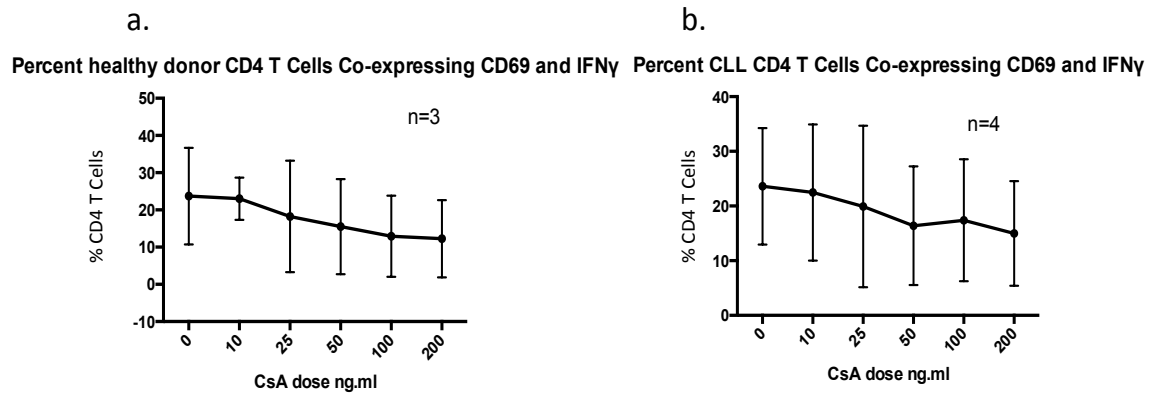 a.
Percent healthy donor CD4 T Cells Co-expressing CD69 and IFNγ
50
40
30
20
10
0
-10
% CD4 T Cells
n=3
0
10
25
50
100
200
CsA dose ng.ml
b.
Percent CLL CD4 T Cells Co-expressing CD69 and IFNγ
40
30
20
10
0
% CD4 T Cells
n=4
0
10
25
50
100
200
CsA dose ng.ml